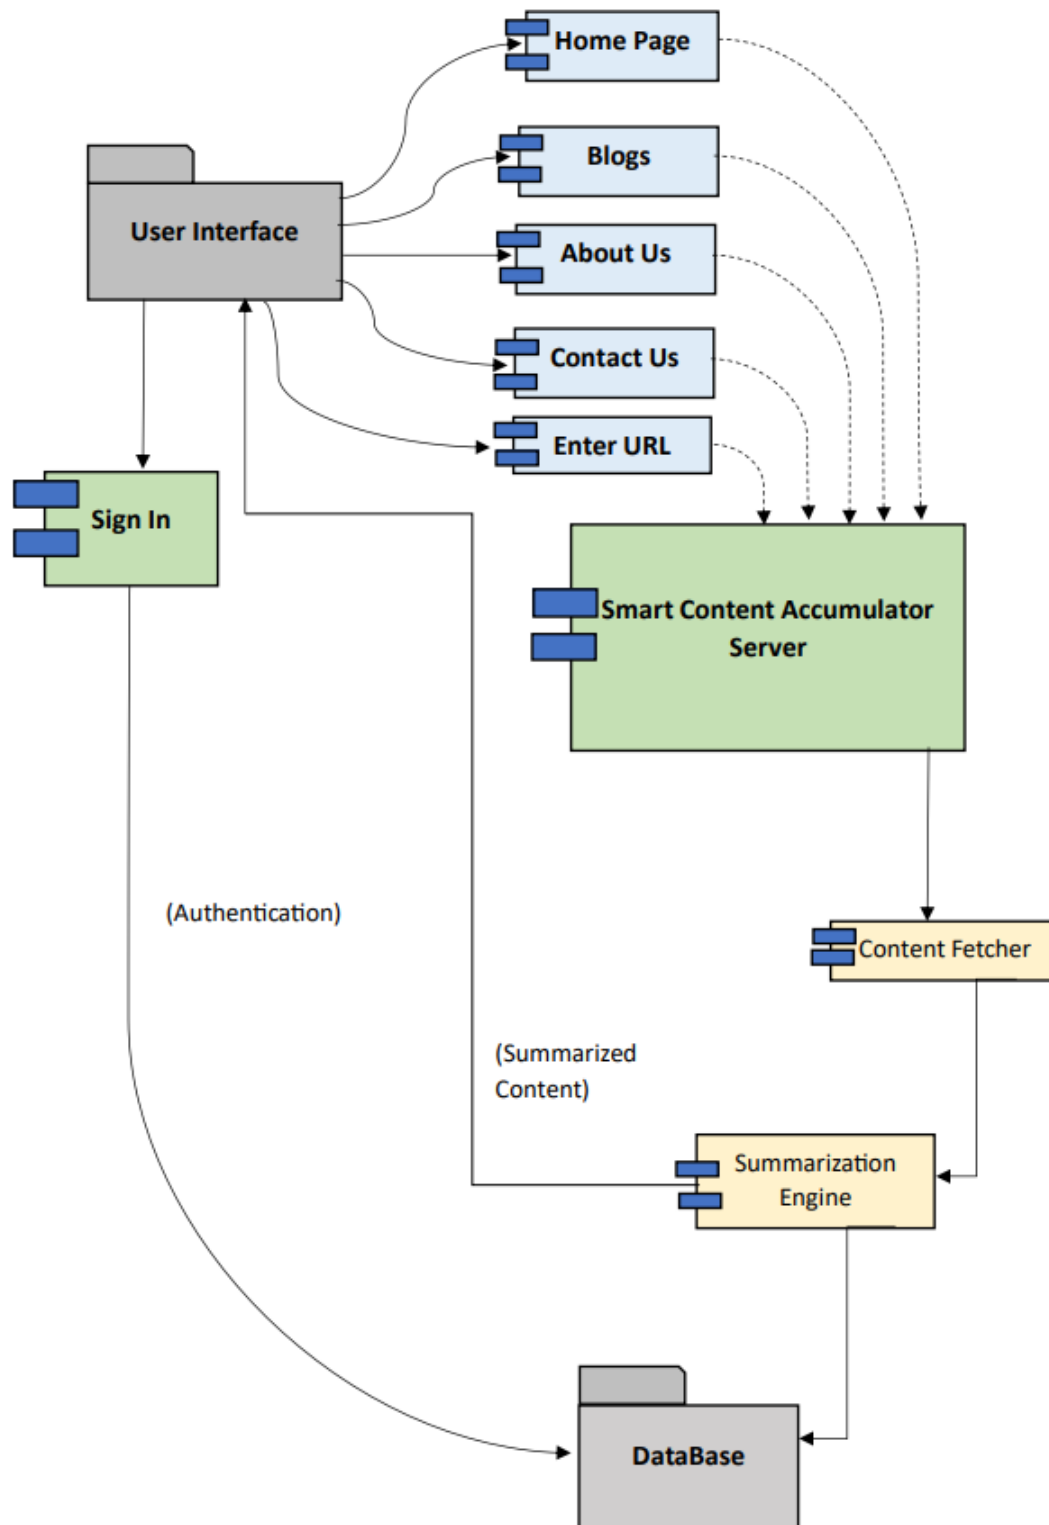 Home Page
Blogs
User Interface
About Us
Contact Us
Enter URL
Sign In
Smart Content Accumulator
Server
(Authentication)
Content Fetcher
(Summarized
Content)
Summarization
Engine
DataBase